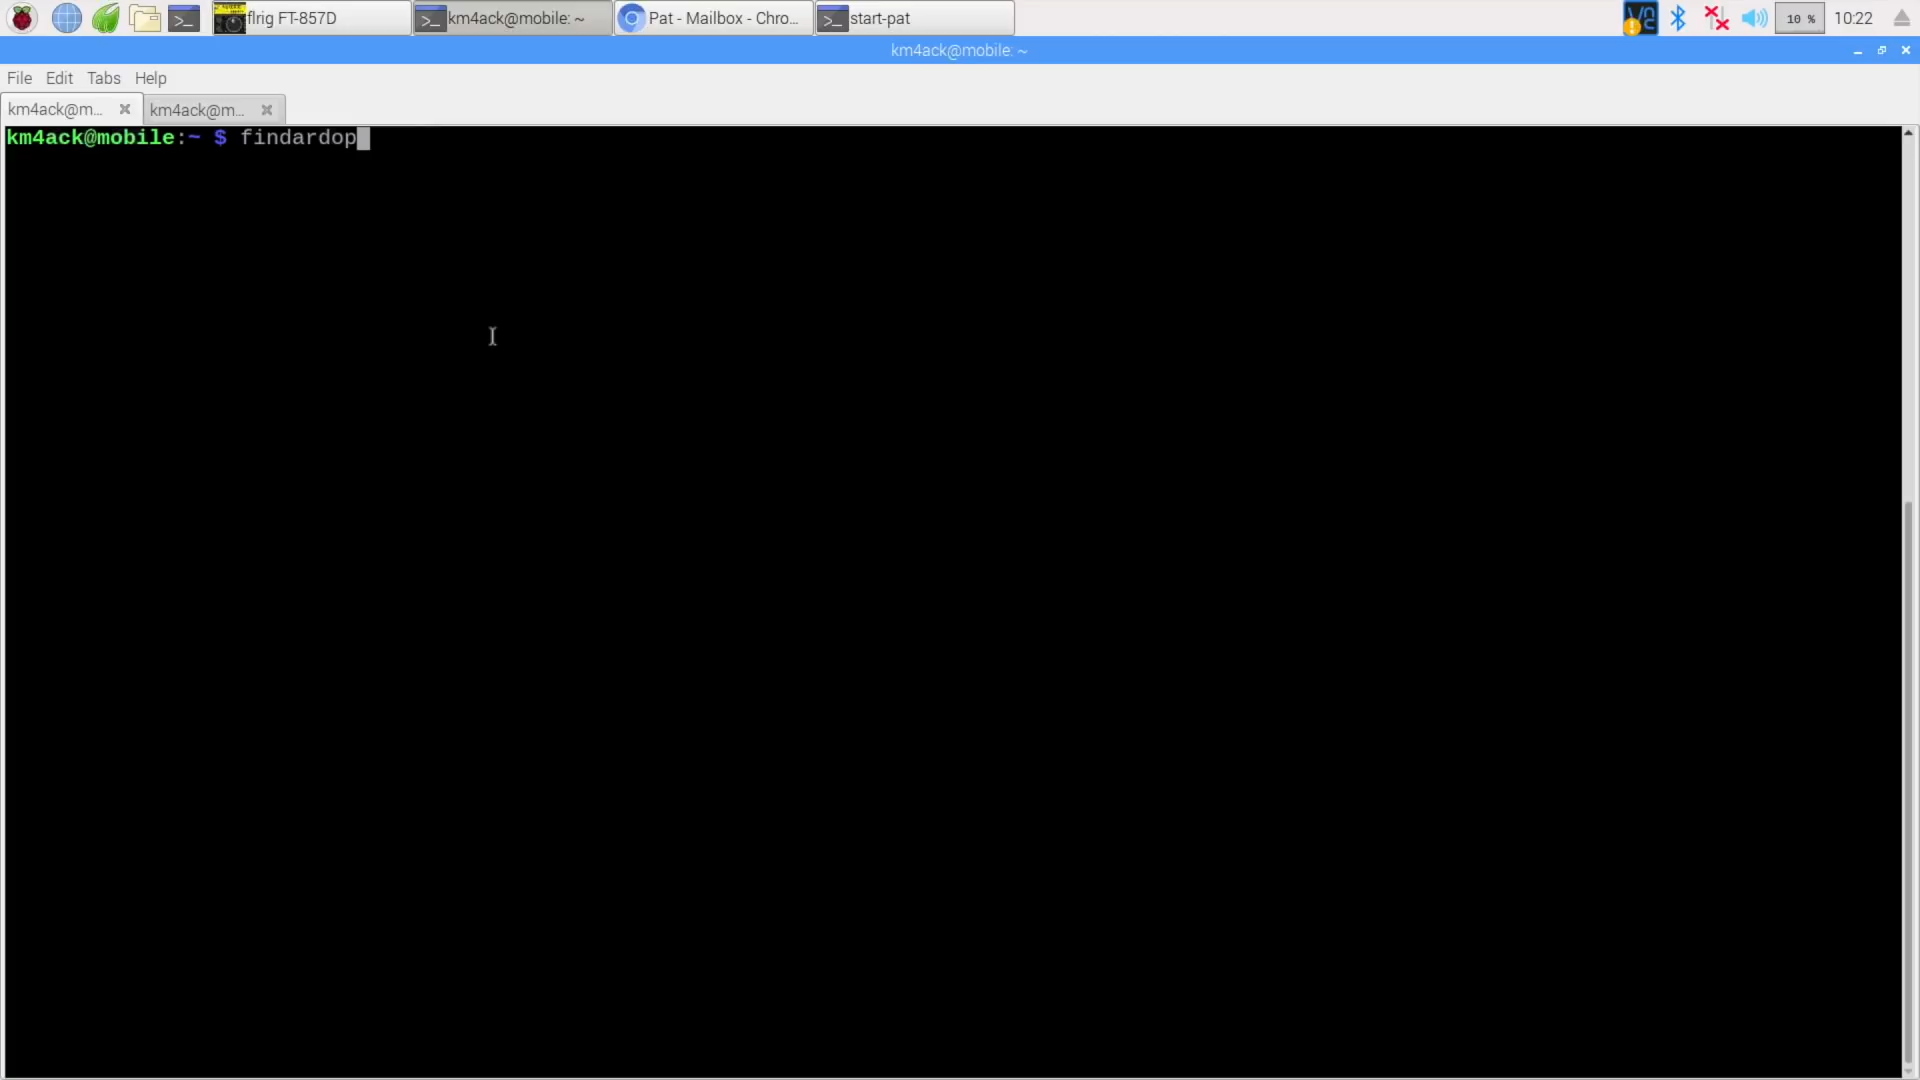 flrig FT-857D km4ack@mobile: ~ Pat - Mailbox - Chro... start-pat 10 % 10:22
km4ack@mobile: ~
File Edit Tabs Help
km4ack@m... km4ack@m...
km4ack@mobile:~ $ findardop